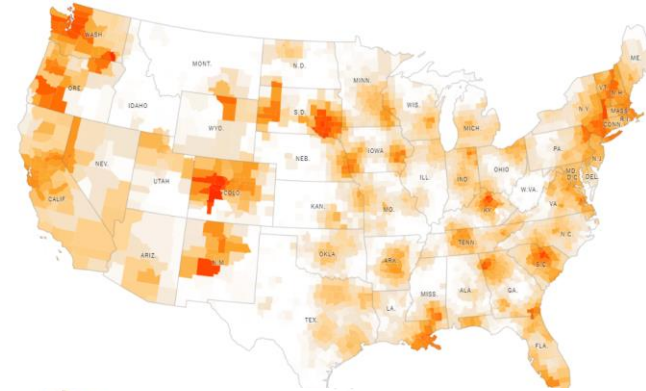 WASH.
MONT.
N.D.
MINN.
ME.
ORE.
IDAHO
WYO.
S.D.
WIS.
MICH.
N.Y.
VT.
N.H.
MASS.
CONN.
R.I.
NEV.
UTAH
COLO.
NEB.
IOWA
ILL.
IND.
OHIO
PA.
N.J.
MD.
DEL.
D.C.
W.VA.
VA.
CALIF.
ARIZ.
N.M.
KAN.
MO.
KY.
OKLA.
ARK.
TENN.
N.C.
S.C.
TEX.
LA.
MISS.
ALA.
GA.
FLA.